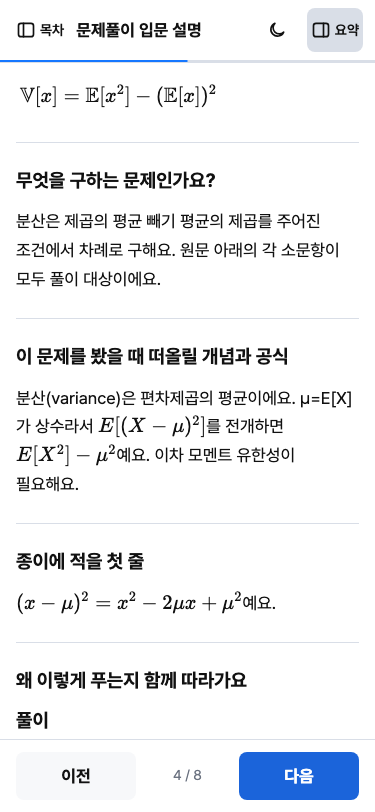 목차 문제풀이 입문 설명 요약
𝕍[x] = 𝔼[x²] − (𝔼[x])²
무엇을 구하는 문제인가요?
분산은 제곱의 평균 빼기 평균의 제곱를 주어진
조건에서 차례로 구해요. 원문 아래의 각 소문항이
모두 풀이 대상이에요.
이 문제를 봤을 때 떠올릴 개념과 공식
분산(variance)은 편차제곱의 평균이에요. μ=E[X]
가 상수라서 E[(X − μ)²]를 전개하면
E[X²] − μ²예요. 이차 모멘트 유한성이
필요해요.
종이에 적을 첫 줄
(x − μ)² = x² − 2μx + μ²예요.
왜 이렇게 푸는지 함께 따라가요
풀이
이전 4 / 8 다음